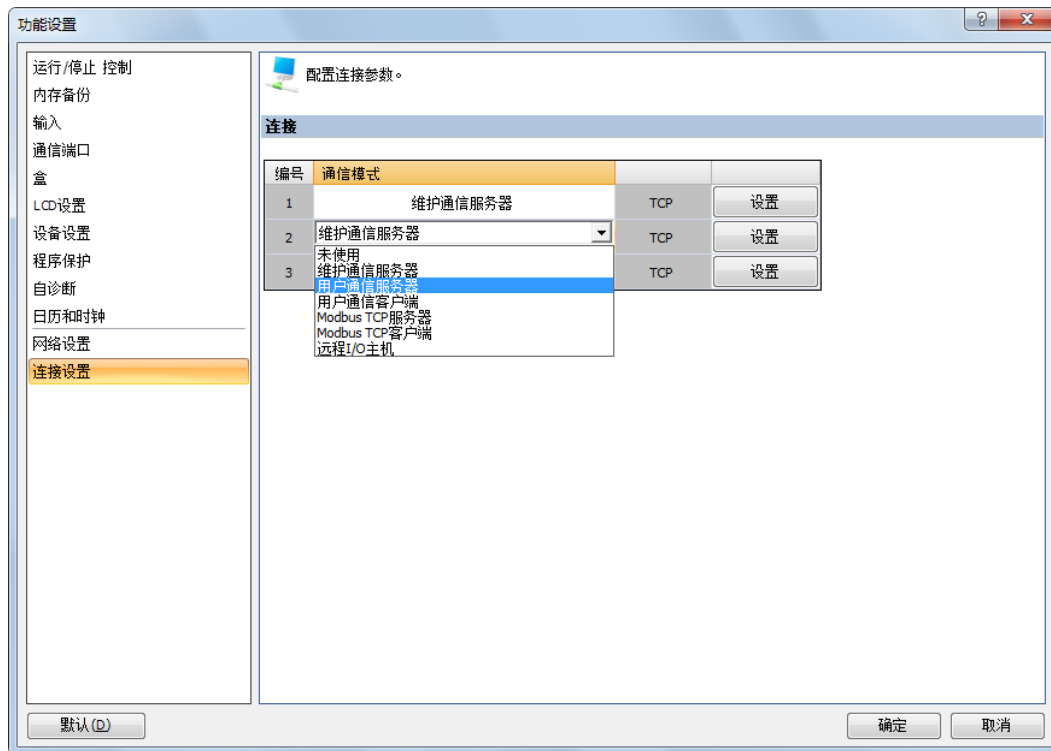 功能设置
运行/停止 控制
内存备份
输入
通信端口
盒
LCD设置
设备设置
程序保护
自诊断
日历和时钟
网络设置
连接设置
配置连接参数。
连接
编号 通信模式
1 维护通信服务器 TCP 设置
2 维护通信服务器 TCP 设置
3 TCP 设置
未使用
维护通信服务器
用户通信服务器
用户通信客户端
Modbus TCP服务器
Modbus TCP客户端
远程I/O主机
默认(D)
确定 取消